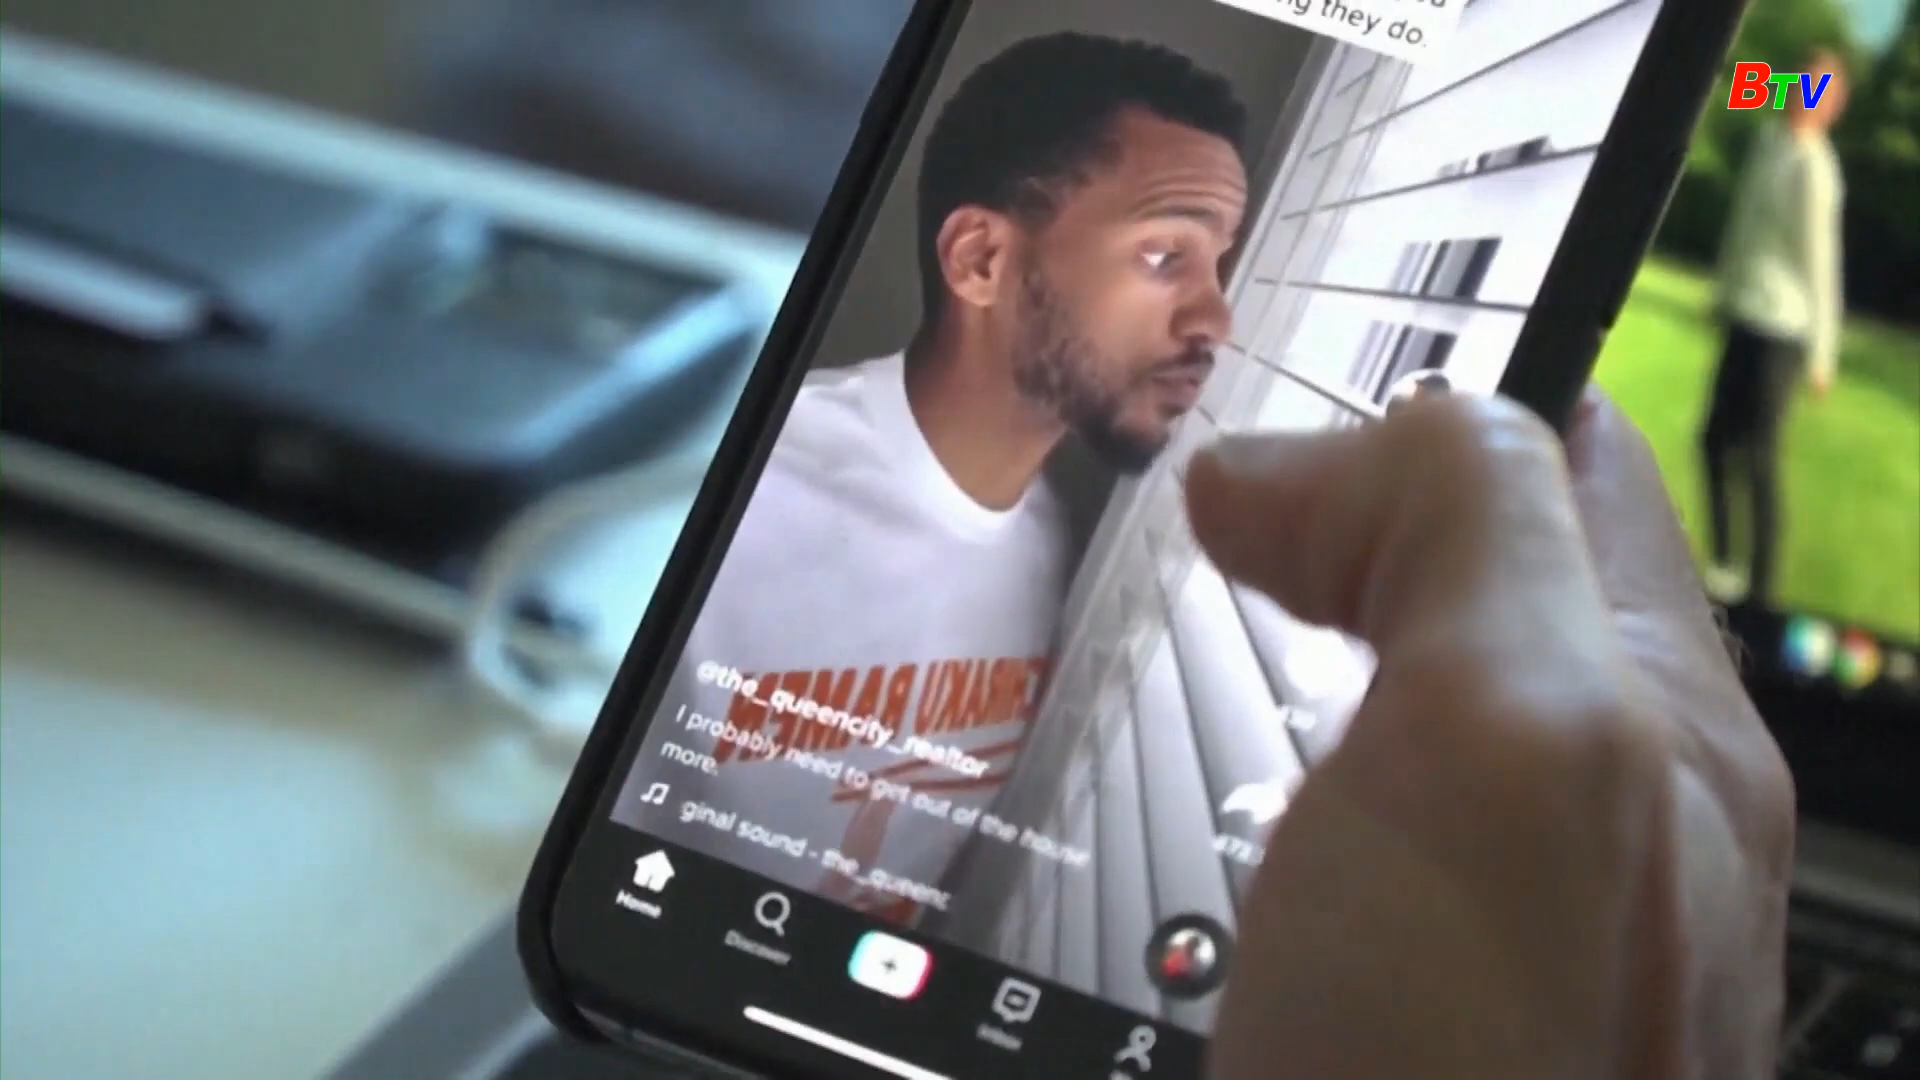 they do.
BTV
@the_queencity_realtor
I probably need to get out of the house
more.
ginal sound - the_queenc
Home
Discover
Inbox